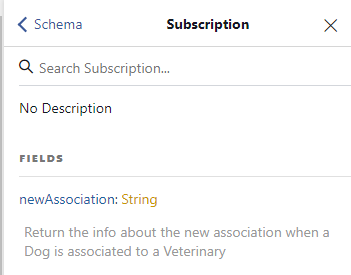 Schema Subscription
Search Subscription...
No Description
FIELDS
newAssociation: String
Return the info about the new association when a
Dog is associated to a Veterinary